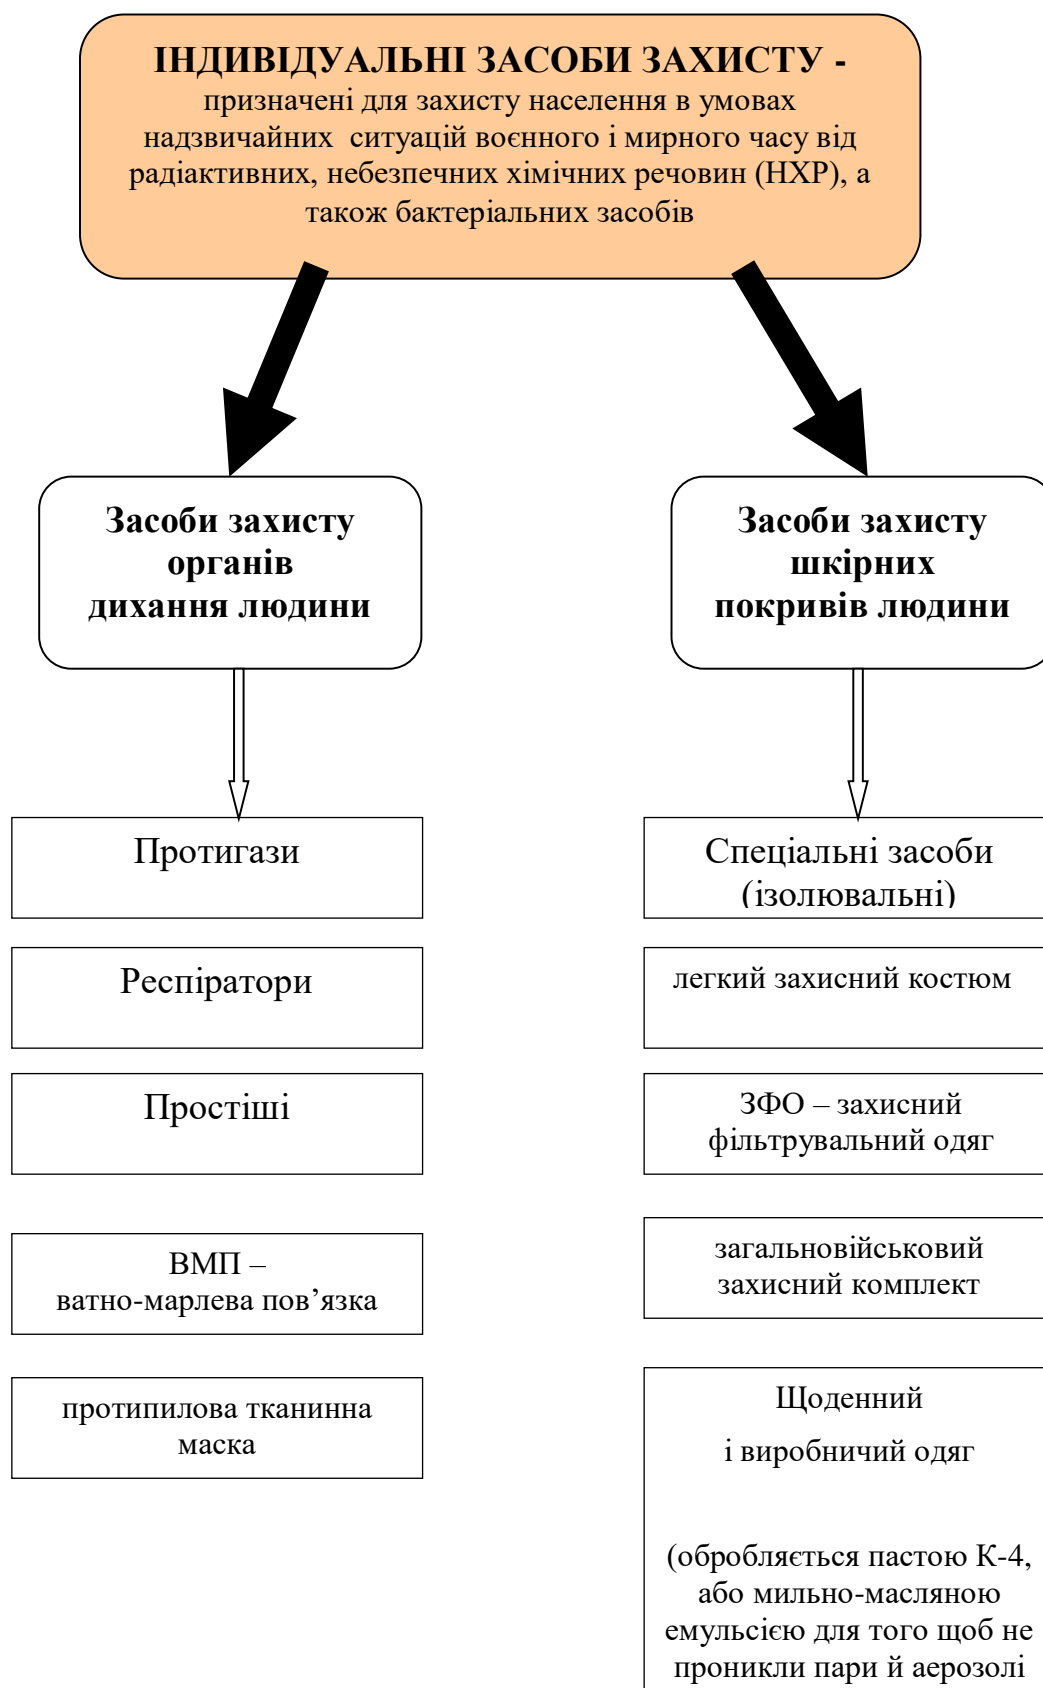 ІНДИВІДУАЛЬНІ ЗАСОБИ ЗАХИСТУ -
призначені для захисту населення в умовах
надзвичайних ситуацій воєнного і мирного часу від
радіактивних, небезпечних хімічних речовин (НХР), а
також бактеріальних засобів
Засоби захисту
органів
дихання людини
Засоби захисту
шкірних
покривів людини
Протигази
Респіратори
Простіші
ВМП –
ватно-марлева пов’язка
протипилова тканинна
маска
Спеціальні засоби
(ізолювальні)
легкий захисний костюм
ЗФО – захисний
фільтрувальний одяг
загальновійськовий
захисний комплект
Щоденний
і виробничий одяг
(обробляється пастою К-4,
або мильно-масляною
емульсією для того щоб не
проникли пари й аерозолі